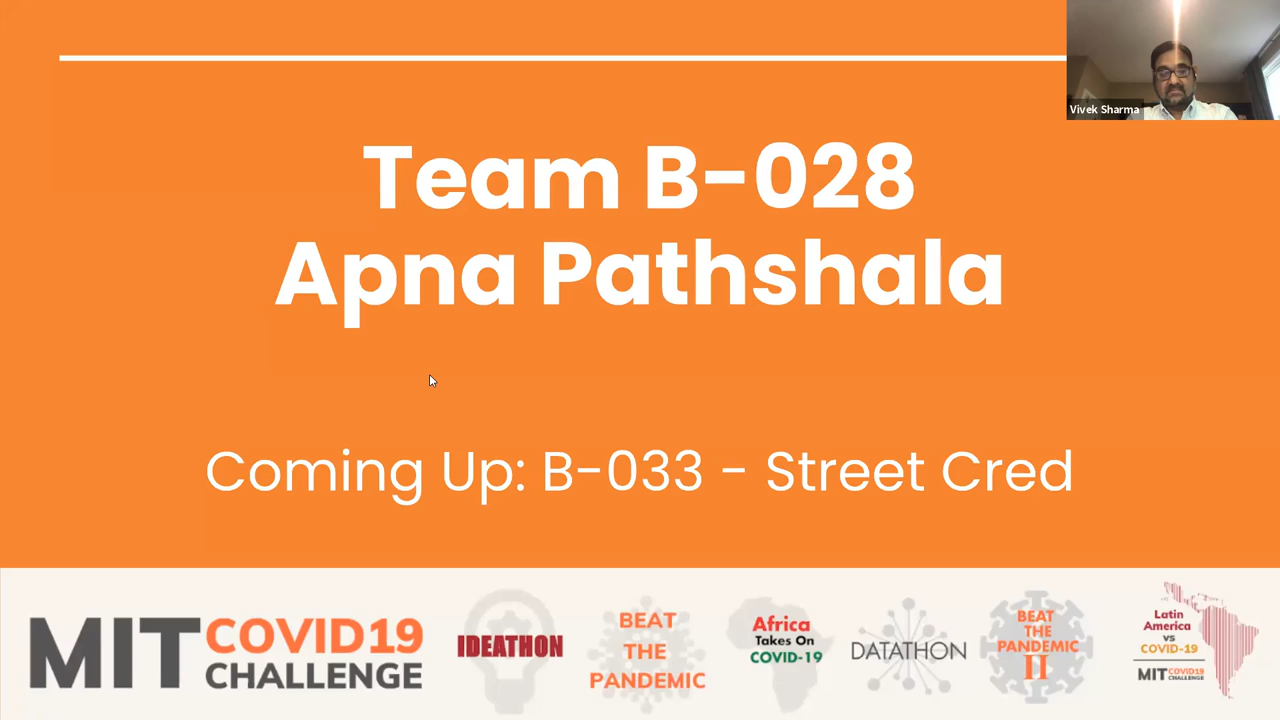 Vivek Sharma
Team B-028
Apna Pathshala
Coming Up: B-033 - Street Cred
MIT COVID19
CHALLENGE
IDEATHON
BEAT
THE
PANDEMIC
Africa
Takes On
COVID-19
DATATHON
BEAT
THE
PANDEMIC
II
Latin
America
vs
COVID-19
MIT COVID19
CHALLENGE